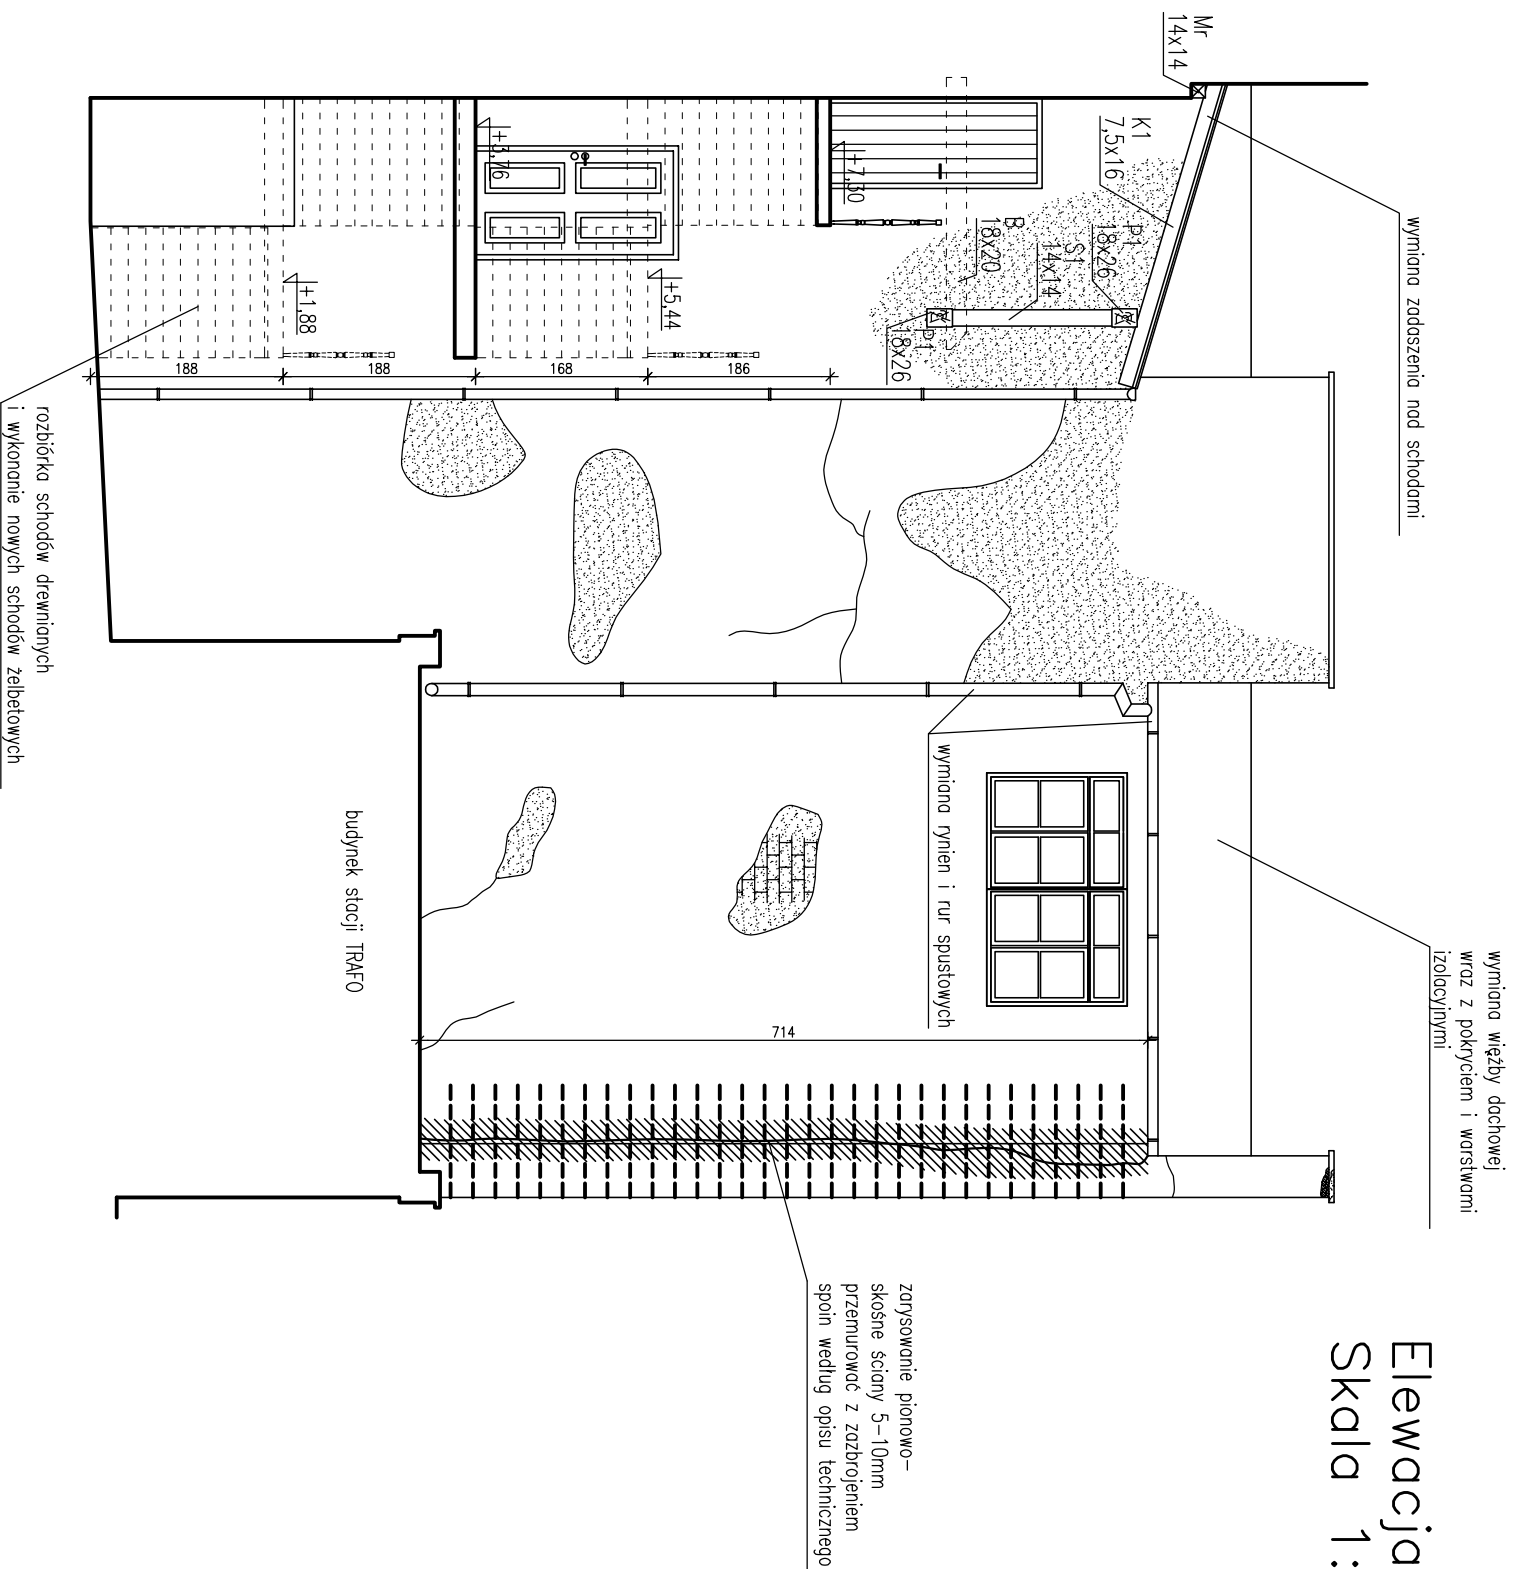 Elewacja
Skala 1:
wymiana więźby dachowej
wraz z pokryciem i warstwami
izolacyjnymi
wymiana zadaszenia nad schodami
Mr
14x14
K1
7,5x16
P1
18x26
S1
14x14
B
18x20
P1
18x26
+7,30
+5,44
+3,76
+1,88
188
188
168
186
714
wymiana rynien i rur spustowych
zarysowanie pionowo-
skośne ściany 5-10mm
przemurować z zazbrojeniem
spoin według opisu technicznego
budynek stacji TRAFO
rozbiórka schodów drewnianych
i wykonanie nowych schodów żelbetowych